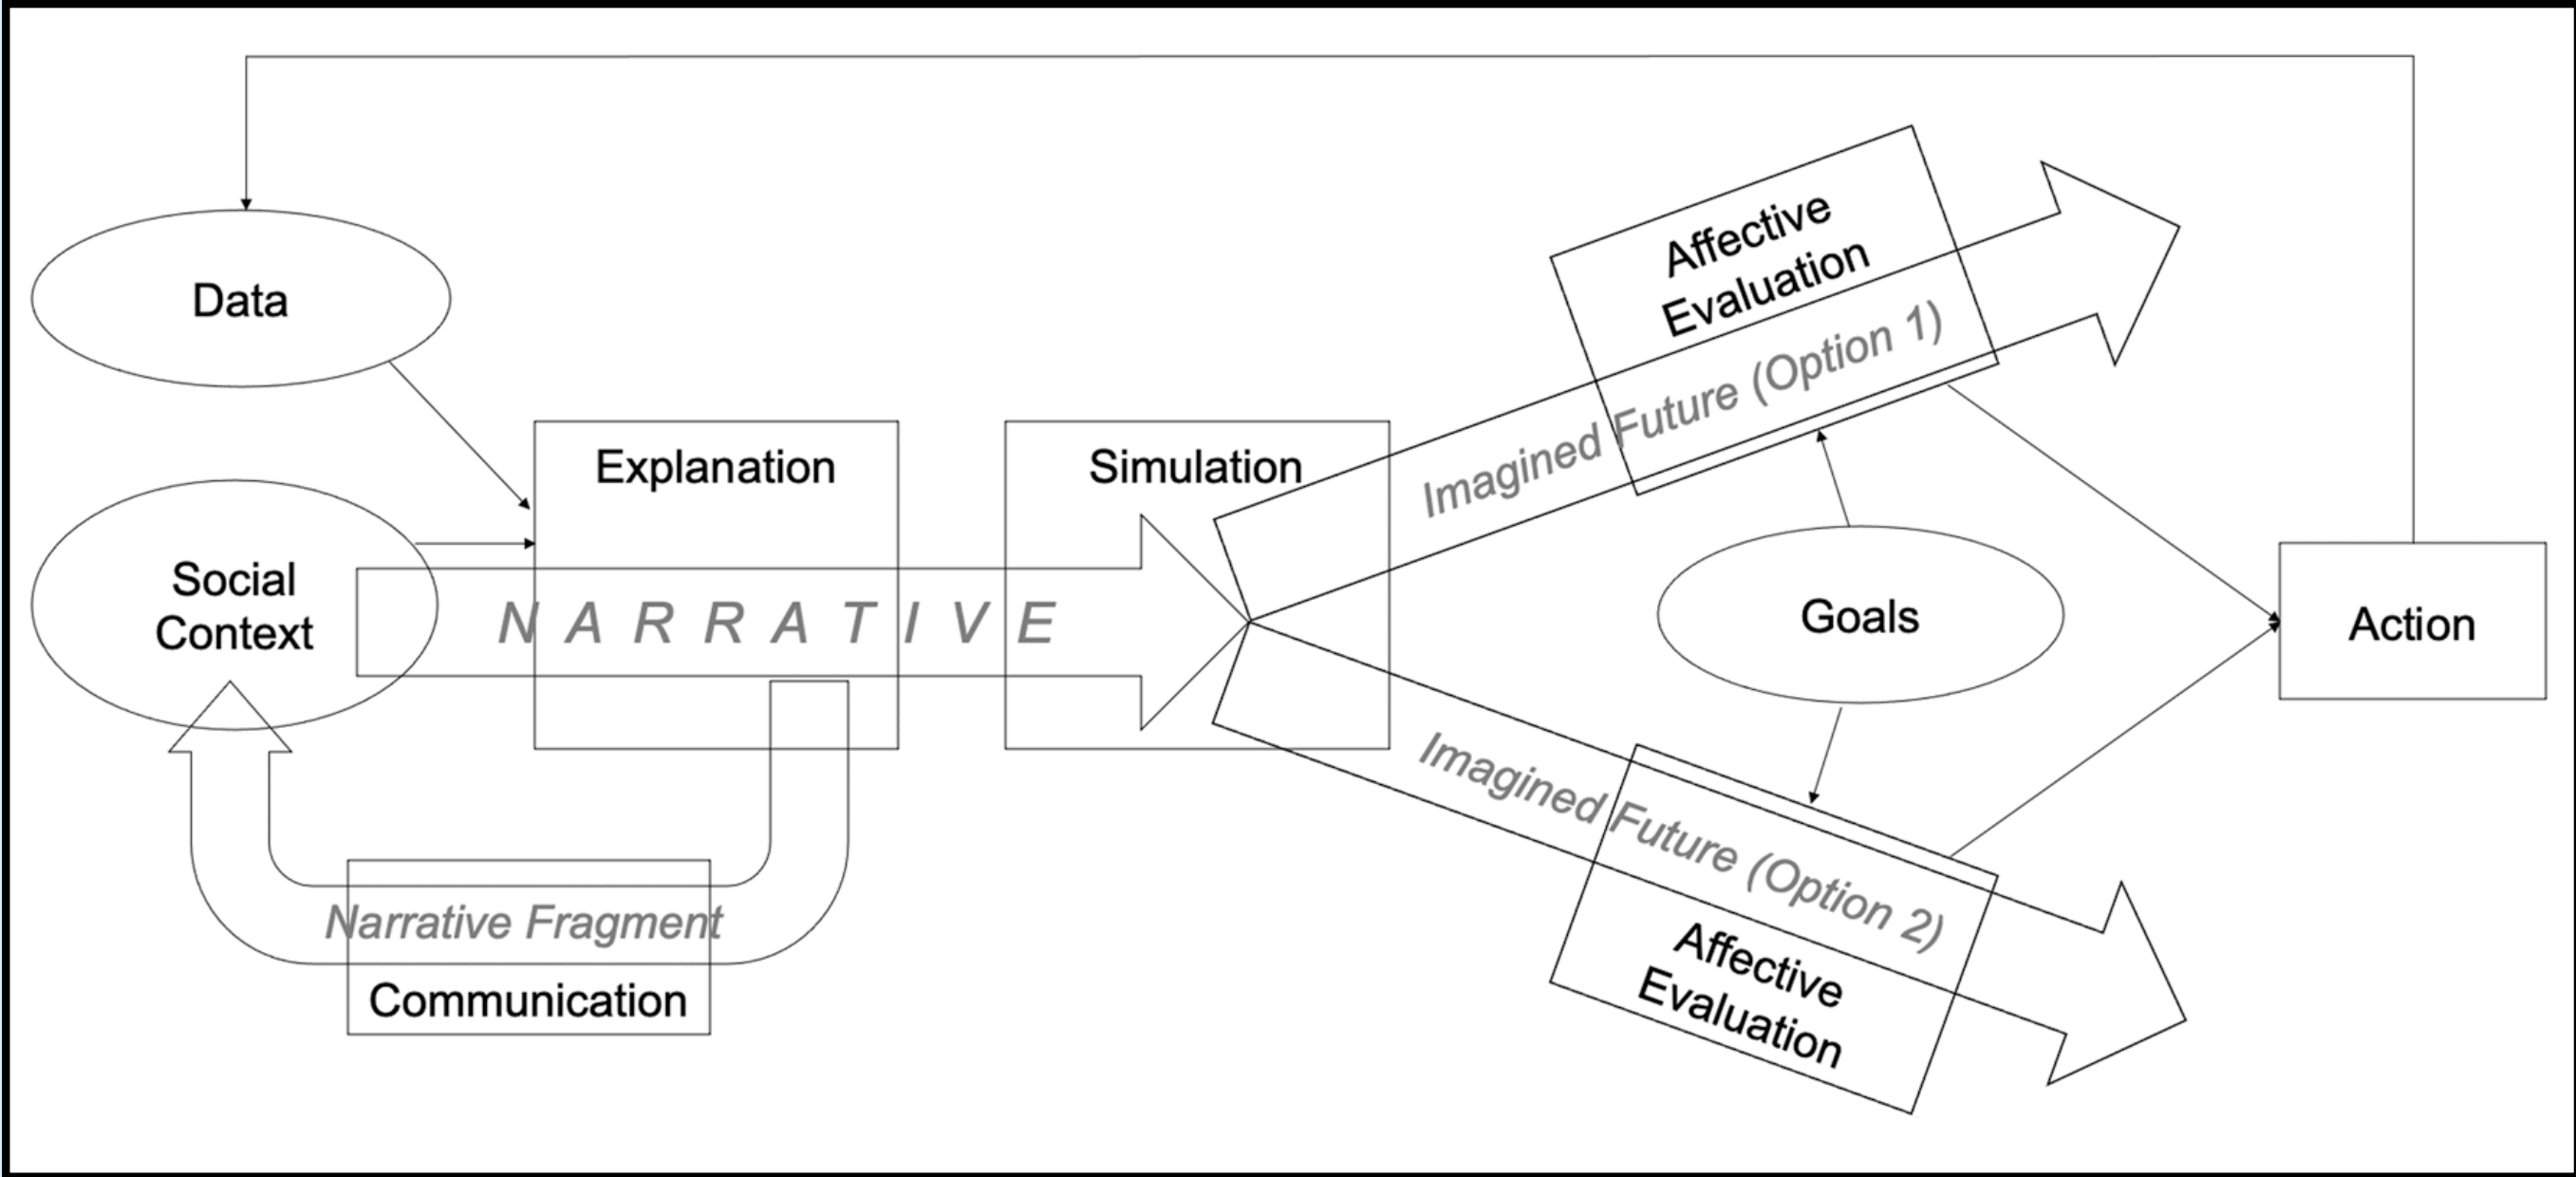 Data
Social
Context
Explanation
Simulation
N A R R A T I V E
Narrative Fragment
Communication
Affective
Evaluation
Imagined Future (Option 1)
Goals
Imagined Future (Option 2)
Affective
Evaluation
Action